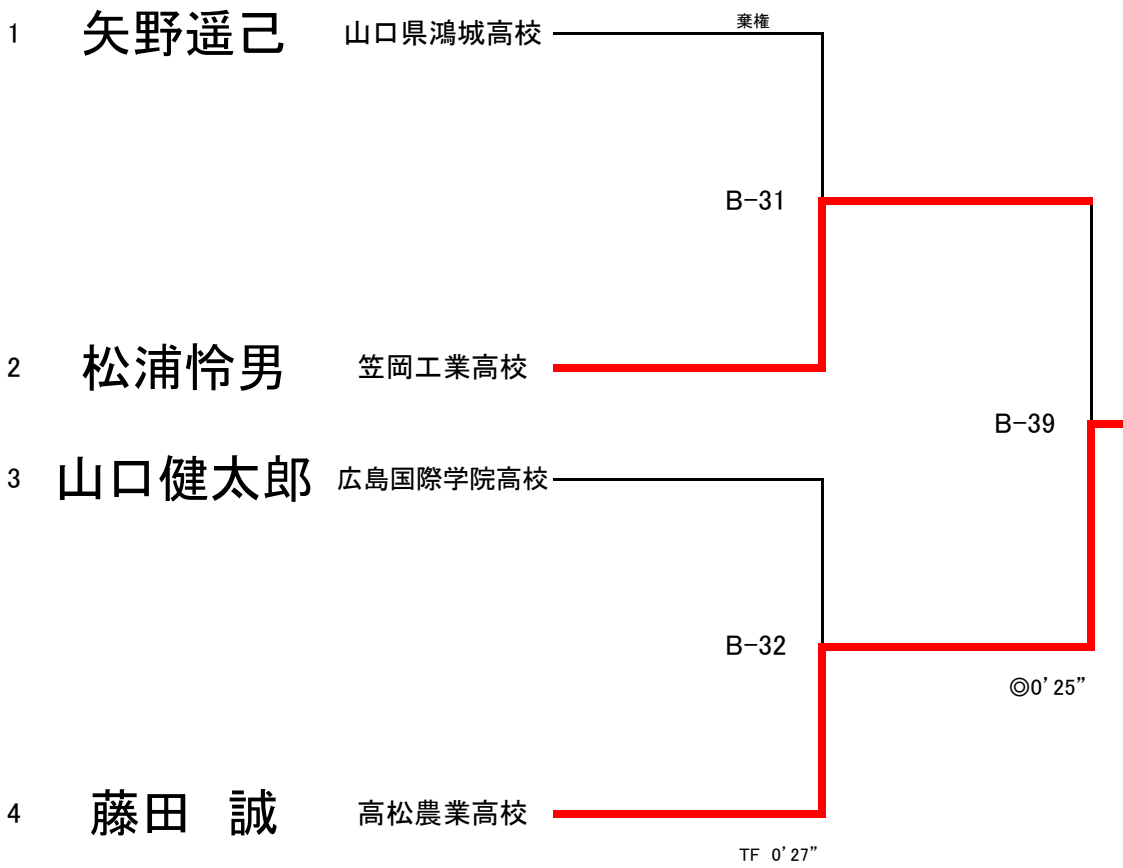 棄権
1 矢野遥己 山口県鴻城高校
B-31
2 松浦怜男 笠岡工業高校
B-39
3 山口健太郎 広島国際学院高校
B-32
◎0'25”
4 藤田 誠 高松農業高校
TF 0'27”